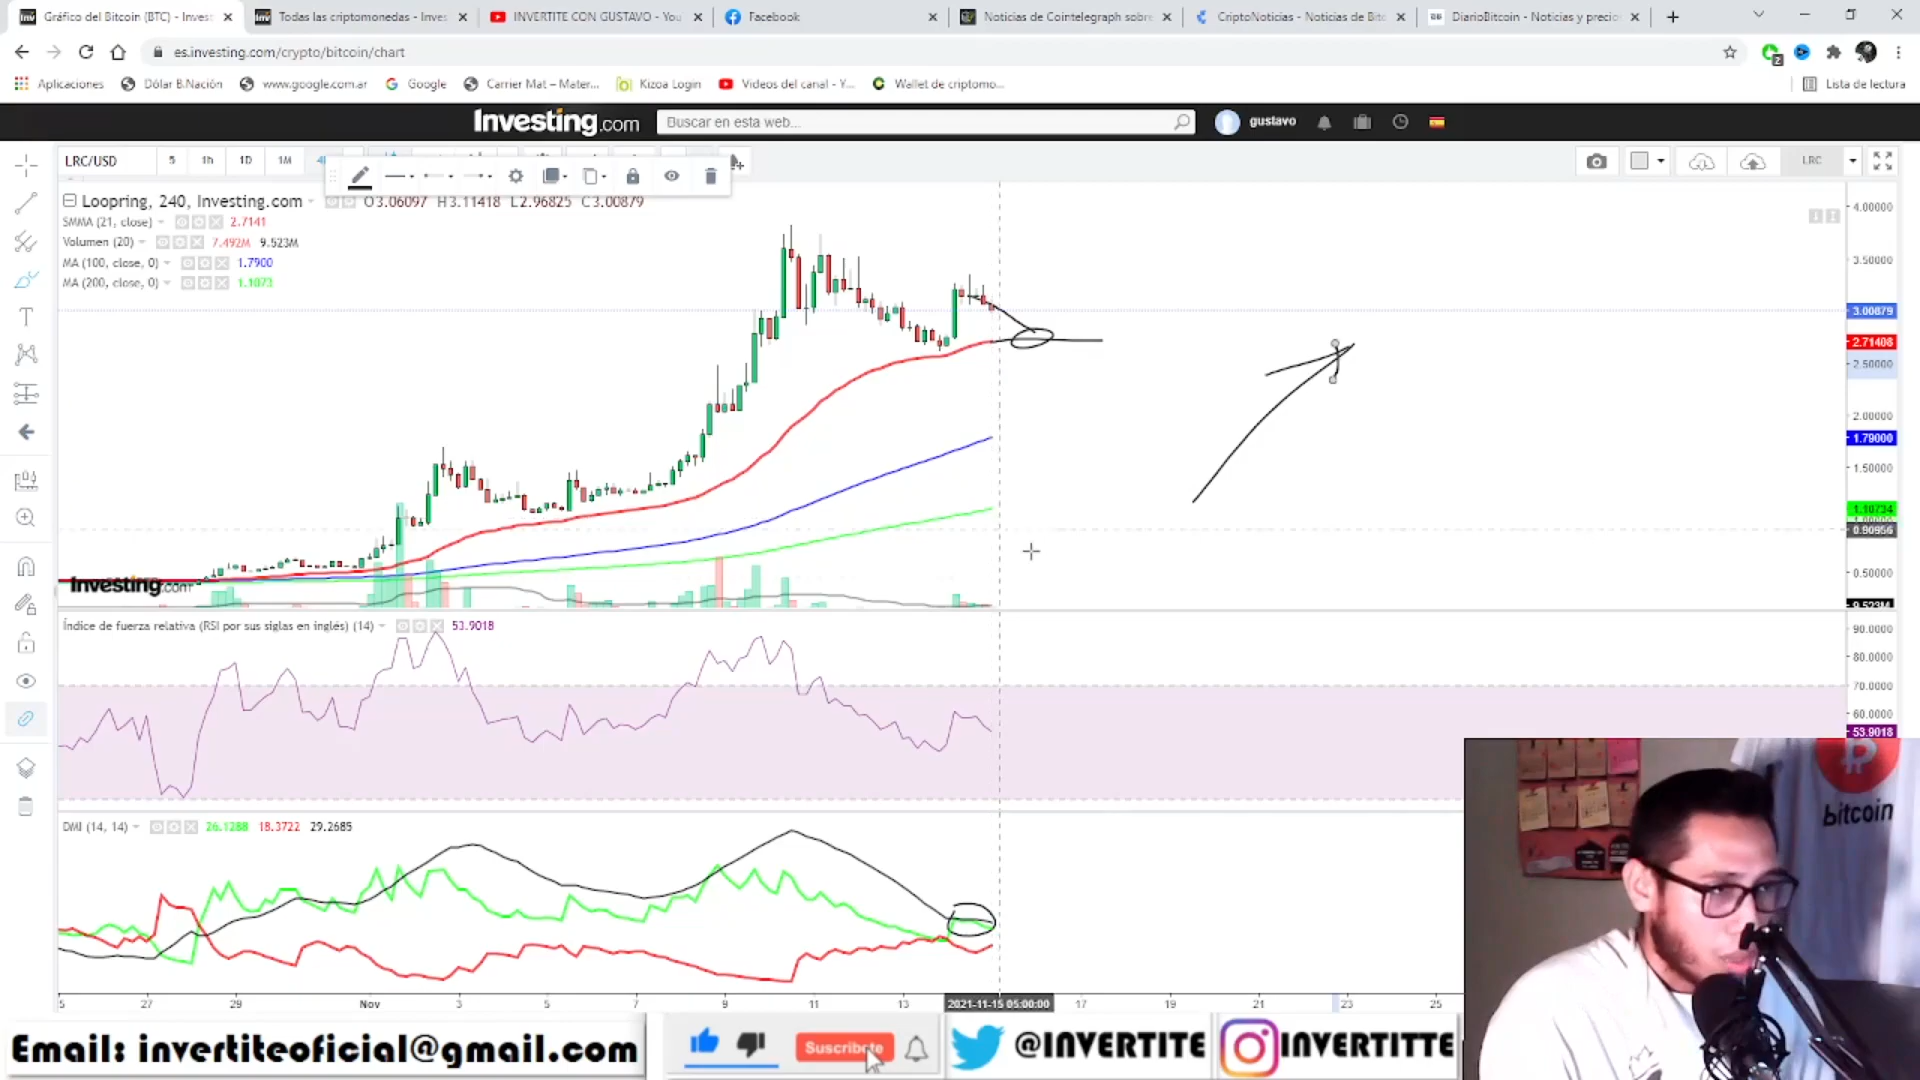 Gráfico del Bitcoin (BTC) - Invest
Todas las criptomonedas - Inves
INVERTITE CON GUSTAVO - You
Facebook
Noticias de Cointelegraph sobre
CriptoNoticias - Noticias de Bitc
DiarioBitcoin - Noticias y precio
es.investing.com/crypto/bitcoin/chart
2
Aplicaciones
Dólar B.Nación
www.google.com.ar
Google
Carrier Mat – Mater...
Kizoa Login
Videos del canal - Y...
Wallet de criptomo...
Lista de lectura
Investing.com
Buscar en esta web...
gustavo
LRC/USD
5
1h
1D
1M
LRC
Loopring, 240, Investing.com
O3.06097 H3.11418 L2.96825 C3.00879
SMMA (21, close)
2.7141
Volumen (20)
7.492M 9.523M
MA (100, close, 0)
1.7900
MA (200, close, 0)
1.1073
4.00000
3.50000
3.00879
2.71408
2.50000
2.00000
1.79000
1.50000
1.10734
0.90956
0.50000
9.523M
Investing.com
Índice de fuerza relativa (RSI por sus siglas en inglés) (14)
53.9018
90.0000
80.0000
70.0000
60.0000
53.9018
DMI (14, 14)
26.1288 18.3722 29.2685
bitcoin
5
27
29
Nov
3
5
7
9
11
13
2021-11-15 05:00:00
17
19
21
23
25
Email: invertiteoficial@gmail.com
Suscribete
@INVERTITE
INVERTITTE